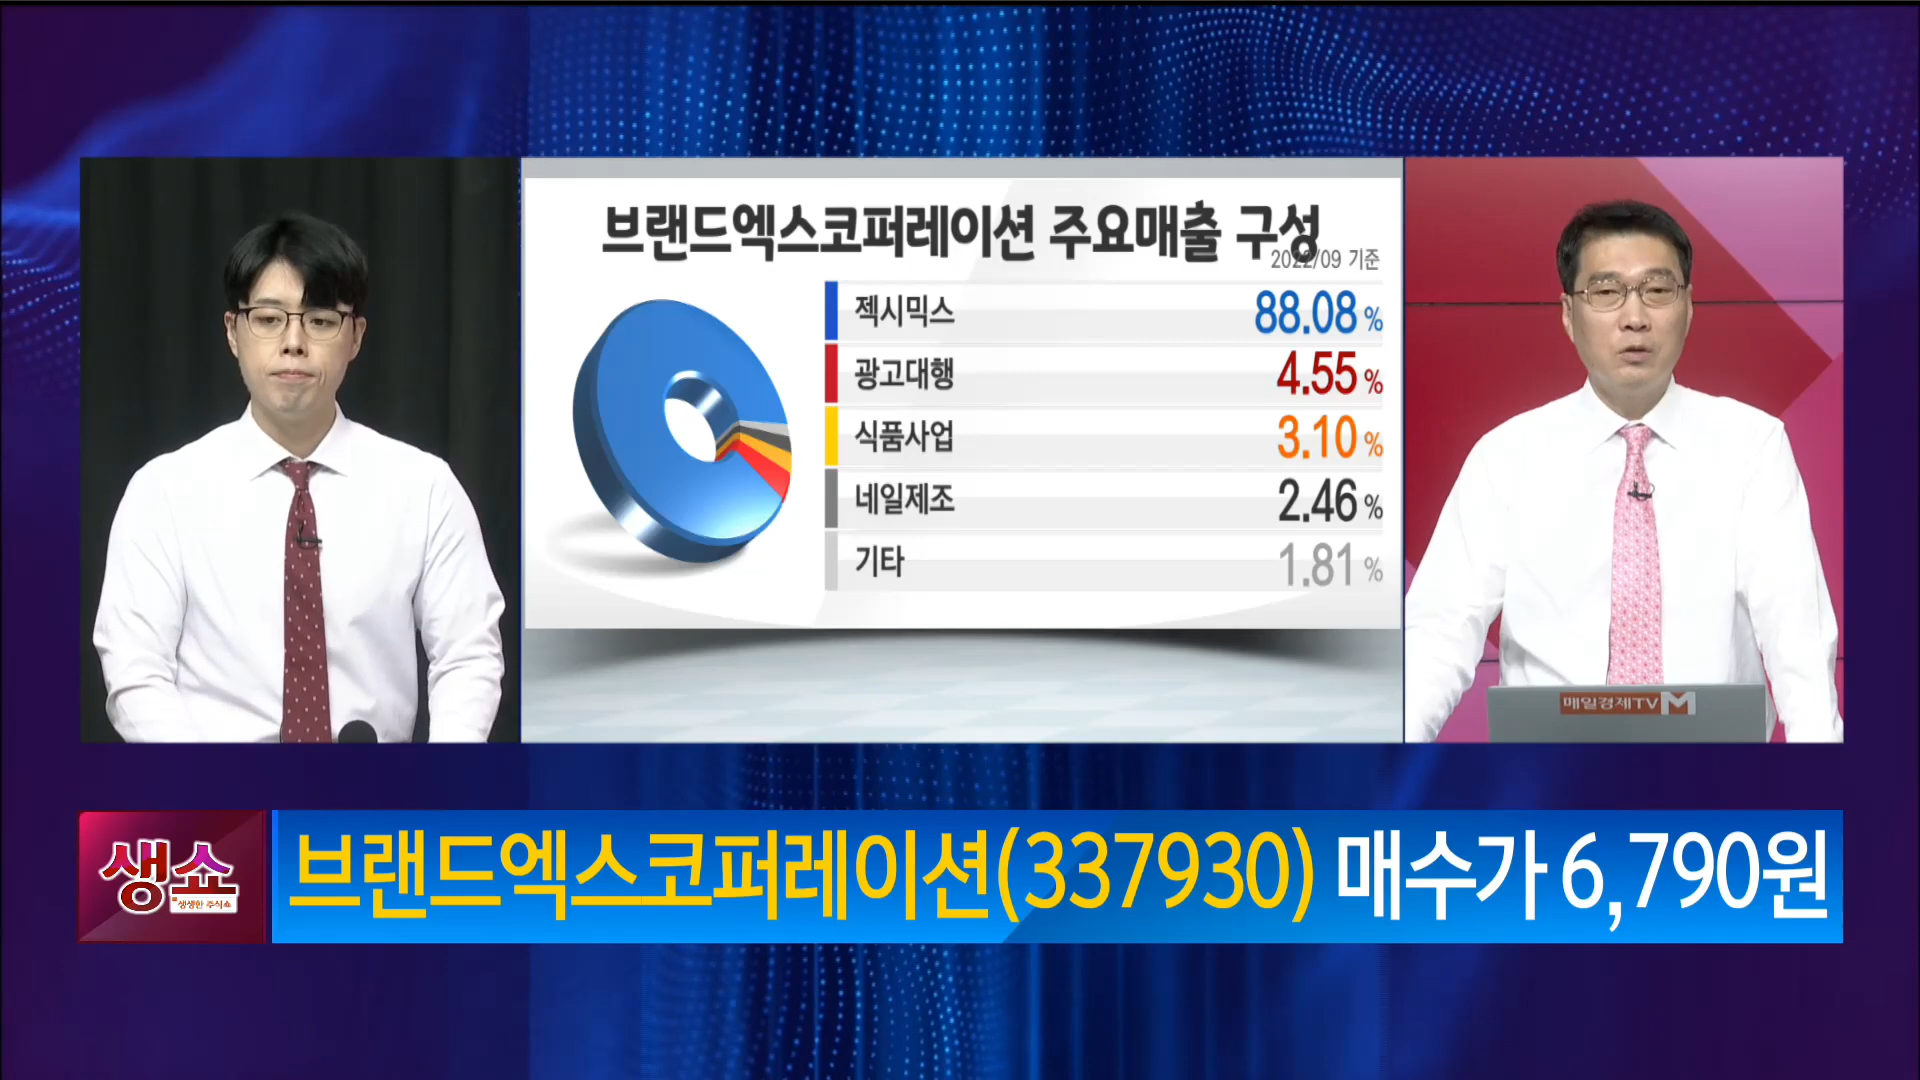 브랜드엑스코퍼레이션 주요매출 구성
2022/09 기준
젝시믹스 88.08 %
광고대행 4.55 %
식품사업 3.10 %
네일제조 2.46 %
기타 1.81 %
매일경제TV M
생쇼
생생한 주식쇼
브랜드엑스코퍼레이션(337930) 매수가 6,790원